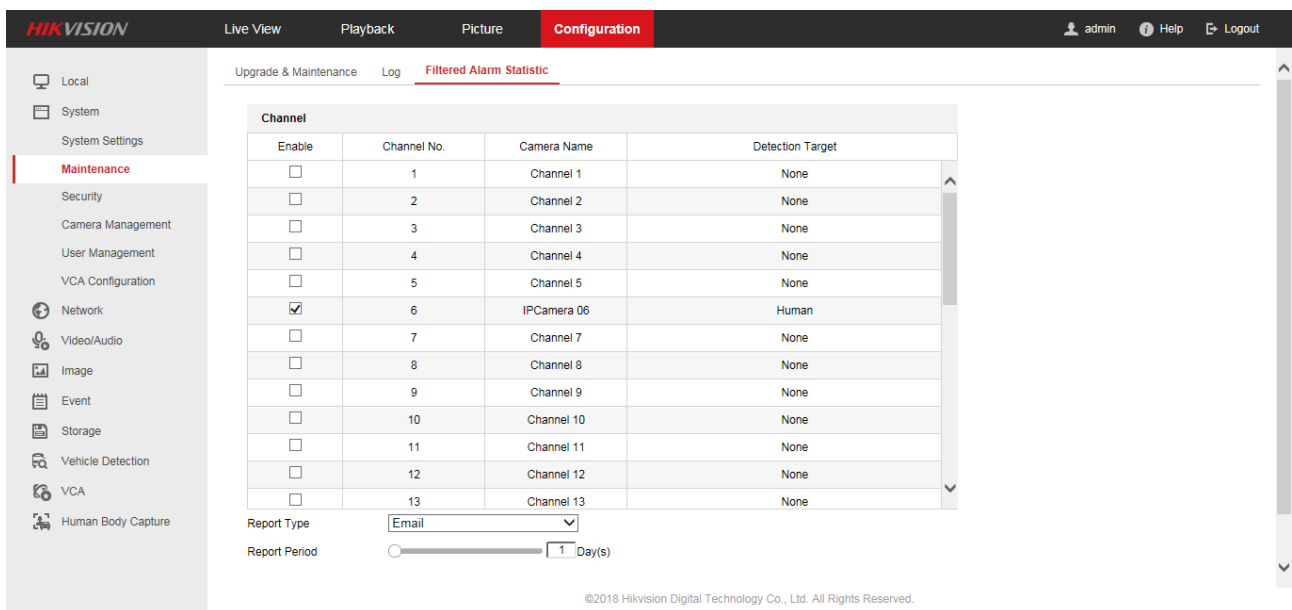 HIKVISION Live View Playback Picture Configuration admin Help Logout
Local
System
System Settings
Maintenance
Security
Camera Management
User Management
VCA Configuration
Network
Video/Audio
Image
Event
Storage
Vehicle Detection
VCA
Human Body Capture
Upgrade & Maintenance Log Filtered Alarm Statistic
Channel
Enable Channel No. Camera Name Detection Target
1 Channel 1 None
2 Channel 2 None
3 Channel 3 None
4 Channel 4 None
5 Channel 5 None
6 IPCamera 06 Human
7 Channel 7 None
8 Channel 8 None
9 Channel 9 None
10 Channel 10 None
11 Channel 11 None
12 Channel 12 None
13 Channel 13 None
Report Type Email
Report Period 1 Day(s)
©2018 Hikvision Digital Technology Co., Ltd. All Rights Reserved.